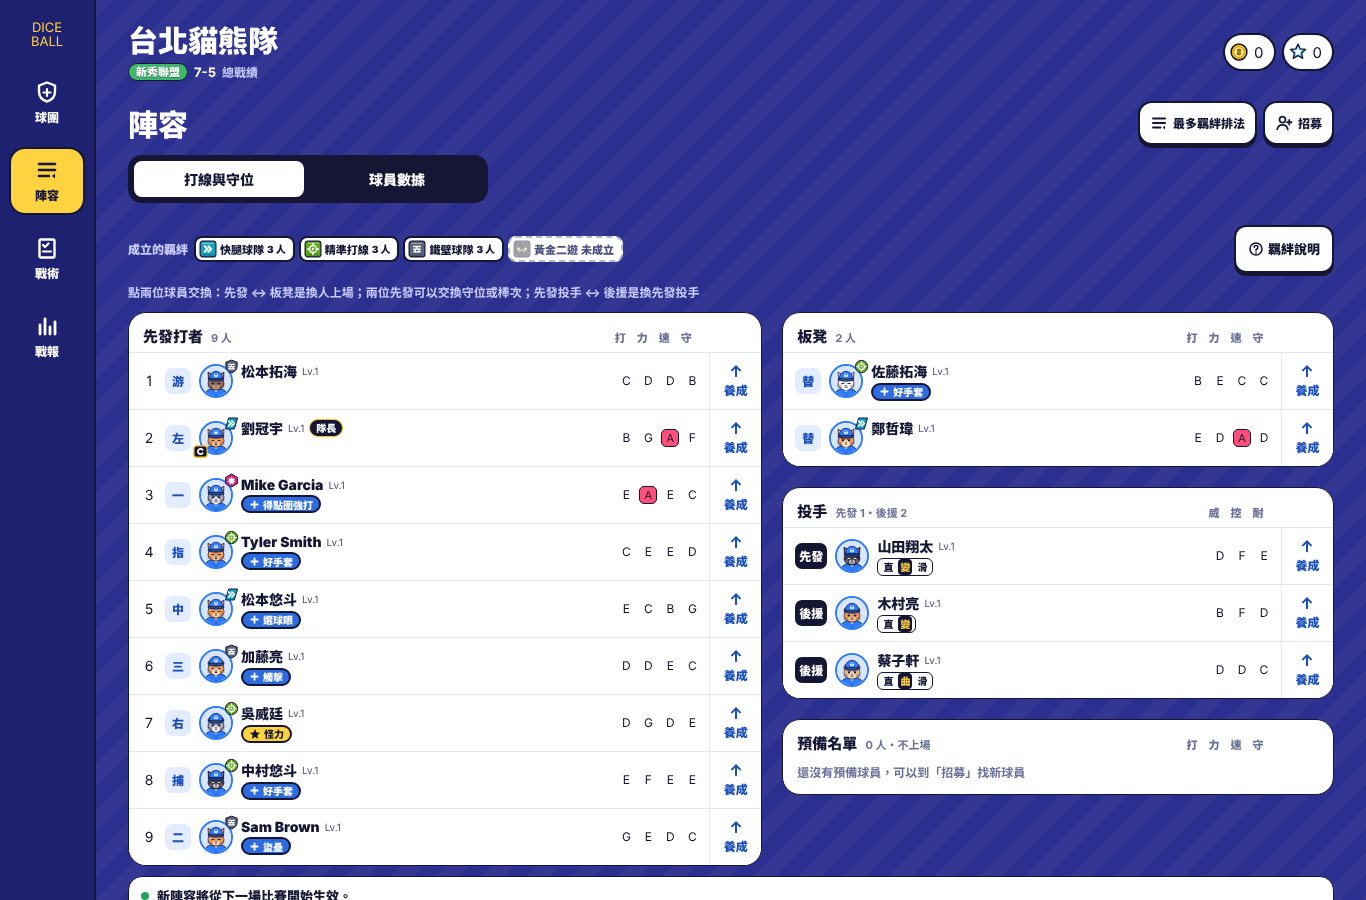 DICE
BALL
球團
陣容
戰術
戰報
台北貓熊隊
新秀聯盟 7-5 總戰績
0 0
陣容
最多羈絆排法 招募
打線與守位 球員數據
成立的羈絆 快腿球隊 3 人 精準打線 3 人 鐵壁球隊 3 人 黃金二遊 未成立
羈絆說明
點兩位球員交換：先發 ↔ 板凳是換人上場；兩位先發可以交換守位或棒次；先發投手 ↔ 後援是換先發投手
先發打者 9 人 打 力 速 守
1 游 松本拓海 Lv.1 C D D B 養成
2 左 C 劉冠宇 Lv.1 隊長 B G A F 養成
3 一 Mike Garcia Lv.1 E A E C 養成
得點圈強打
4 指 Tyler Smith Lv.1 C E E D 養成
好手套
5 中 松本悠斗 Lv.1 E C B G 養成
選球眼
6 三 加藤亮 Lv.1 D D E C 養成
觸擊
7 右 吳威廷 Lv.1 D G D E 養成
怪力
8 捕 中村悠斗 Lv.1 E F E E 養成
好手套
9 二 Sam Brown Lv.1 G E D C 養成
盜壘
板凳 2 人 打 力 速 守
替 佐藤拓海 Lv.1 B E C C 養成
好手套
替 鄭哲瑋 Lv.1 E D A D 養成
投手 先發 1・後援 2 威 控 耐
先發 山田翔太 Lv.1 D F E 養成
直 變 滑
後援 木村亮 Lv.1 B F D 養成
直 變
後援 蔡子軒 Lv.1 D D C 養成
直 曲 滑
預備名單 0 人・不上場 打 力 速 守
還沒有預備球員，可以到「招募」找新球員
新陣容將從下一場比賽開始生效。